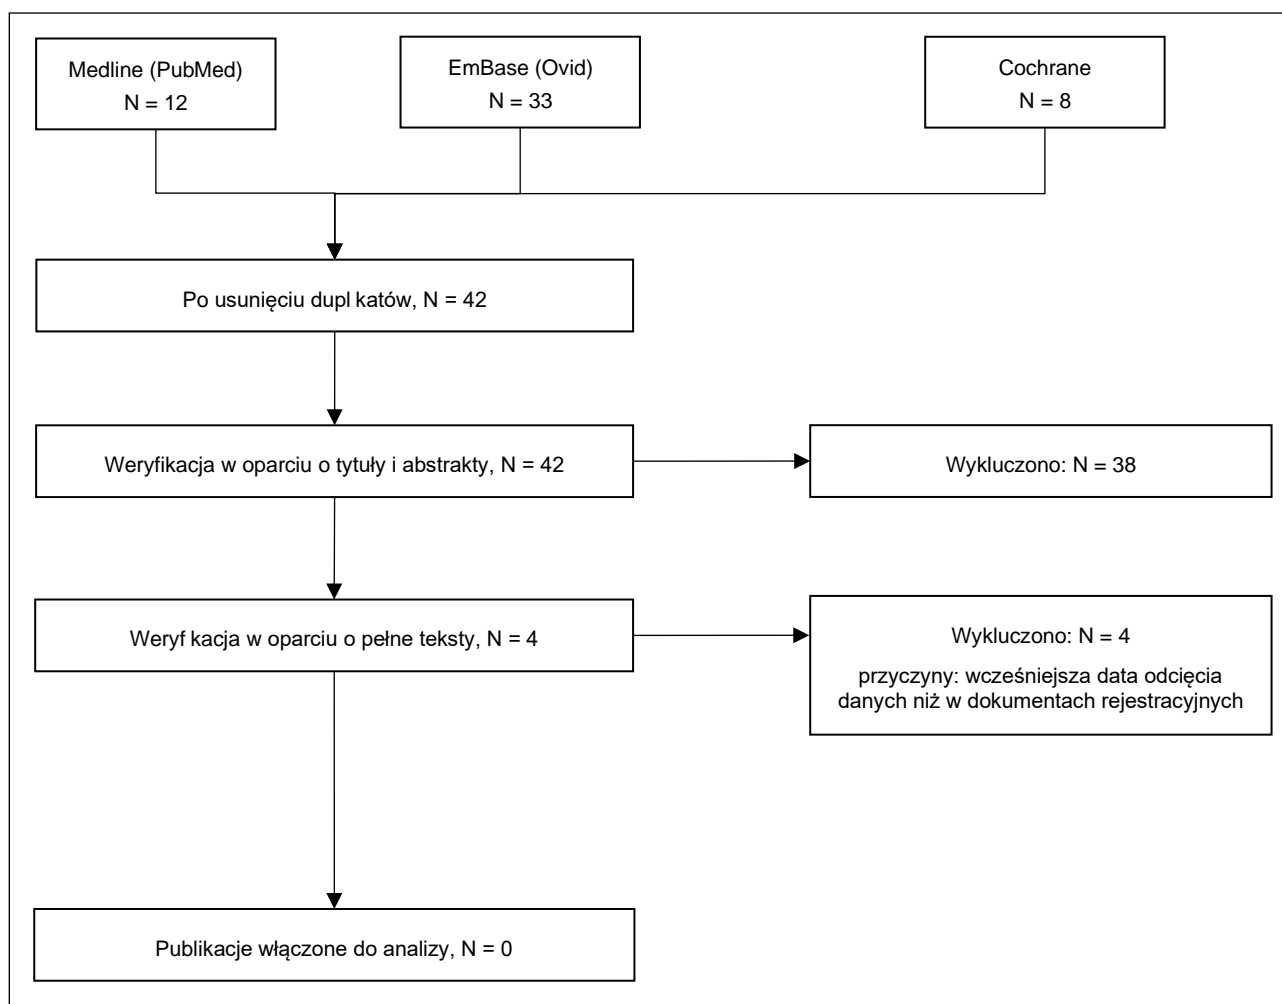 Medline (PubMed)
N = 12
EmBase (Ovid)
N = 33
Cochrane
N = 8
Po usunięciu dupl katów, N = 42
Weryfikacja w oparciu o tytuły i abstrakty, N = 42
Wykluczono: N = 38
Weryf kacja w oparciu o pełne teksty, N = 4
Wykluczono: N = 4
przyczyny: wcześniejsza data odcięcia
danych niż w dokumentach rejestracyjnych
Publikacje włączone do analizy, N = 0